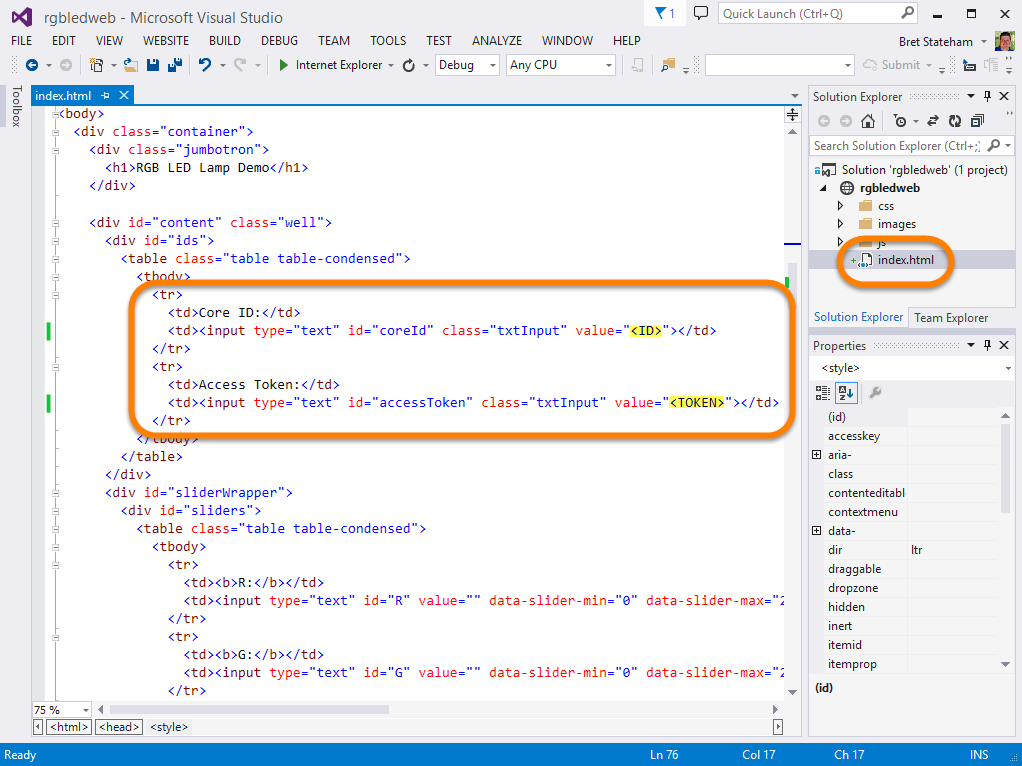 rgbledweb - Microsoft Visual Studio
1
Quick Launch (Ctrl+Q)
FILE EDIT VIEW WEBSITE BUILD DEBUG TEAM TOOLS TEST ANALYZE WINDOW HELP
Bret Stateham
Internet Explorer Debug Any CPU Submit
Toolbox
index.html
<body>
<div class="container">
<div class="jumbotron">
<h1>RGB LED Lamp Demo</h1>
</div>
<div id="content" class="well">
<div id="ids">
<table class="table table-condensed">
<tbody>
<tr>
<td>Core ID:</td>
<td><input type="text" id="coreId" class="txtInput" value="<ID>"></td>
</tr>
<tr>
<td>Access Token:</td>
<td><input type="text" id="accessToken" class="txtInput" value="<TOKEN>"></td>
</tr>
</tbody>
</table>
</div>
<div id="sliderWrapper">
<div id="sliders">
<table class="table table-condensed">
<tbody>
<tr>
<td><b>R:</b></td>
<td><input type="text" id="R" value="" data-slider-min="0" data-slider-max="2
</tr>
<tr>
<td><b>G:</b></td>
<td><input type="text" id="G" value="" data-slider-min="0" data-slider-max="2
</tr>
75 %
<html> <head> <style>
Solution Explorer
Search Solution Explorer (Ctrl+;)
Solution 'rgbledweb' (1 project)
rgbledweb
css
images
js
index.html
Solution Explorer Team Explorer
Properties
<style>
(id)
accesskey
aria-
class
contenteditabl
contextmenu
data-
dir ltr
draggable
dropzone
hidden
inert
itemid
itemprop
(id)
Ready Ln 76 Col 17 Ch 17 INS